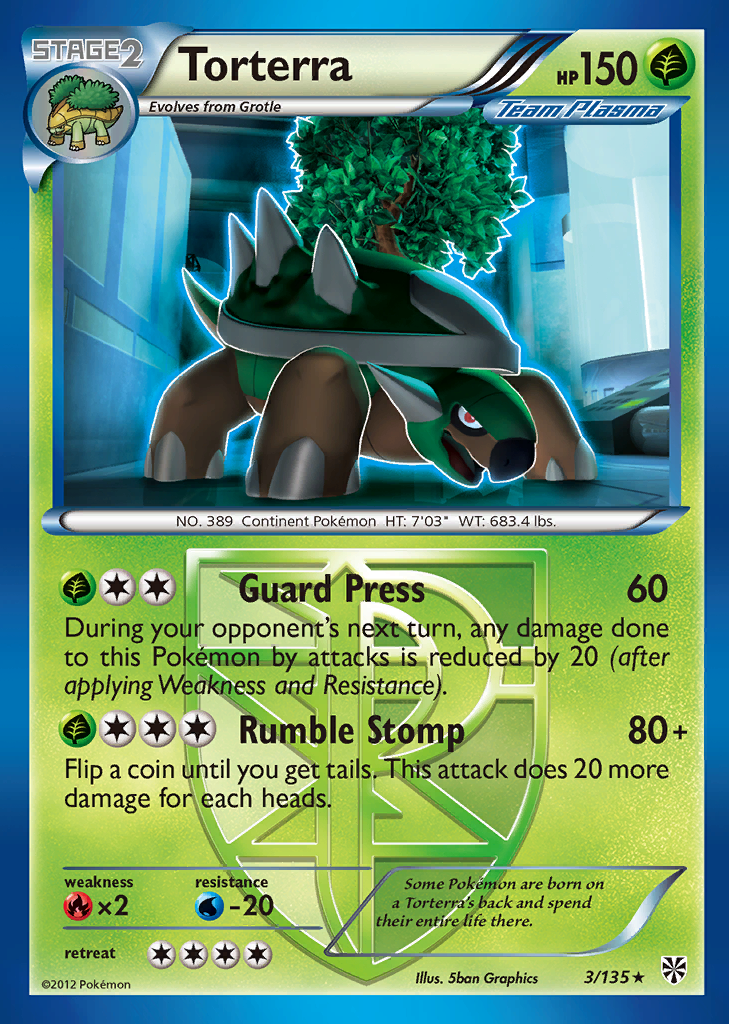 STAGE2
Torterra
HP150
Evolves from Grotle
Team Plasma
NO. 389 Continent Pokémon HT: 7'03" WT: 683.4 lbs.
Guard Press 60
During your opponent's next turn, any damage done
to this Pokémon by attacks is reduced by 20 (after
applying Weakness and Resistance).
Rumble Stomp 80+
Flip a coin until you get tails. This attack does 20 more
damage for each heads.
weakness
×2
resistance
-20
retreat
Some Pokémon are born on
a Torterra's back and spend
their entire life there.
©2012 Pokémon
Illus. 5ban Graphics
3/135★